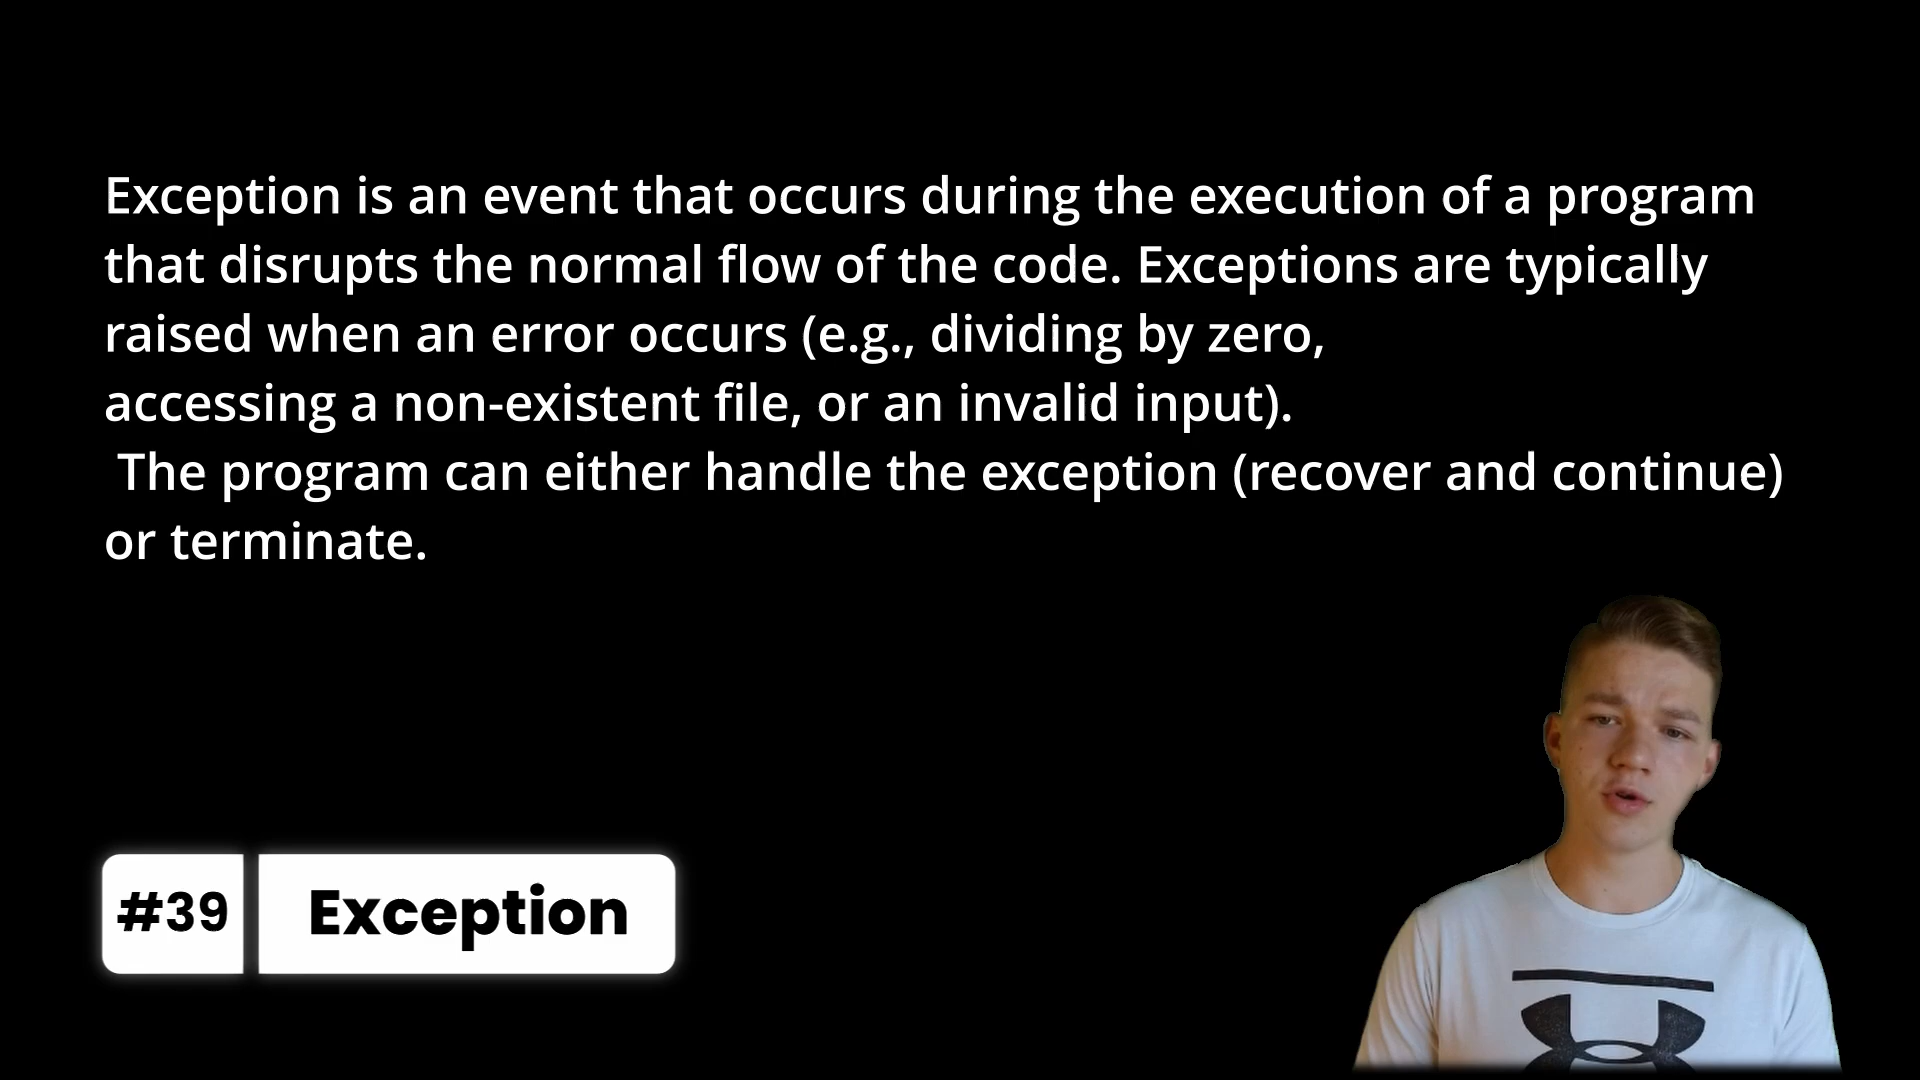 Exception is an event that occurs during the execution of a program
that disrupts the normal flow of the code. Exceptions are typically
raised when an error occurs (e.g., dividing by zero,
accessing a non-existent file, or an invalid input).
The program can either handle the exception (recover and continue)
or terminate.
#39 Exception